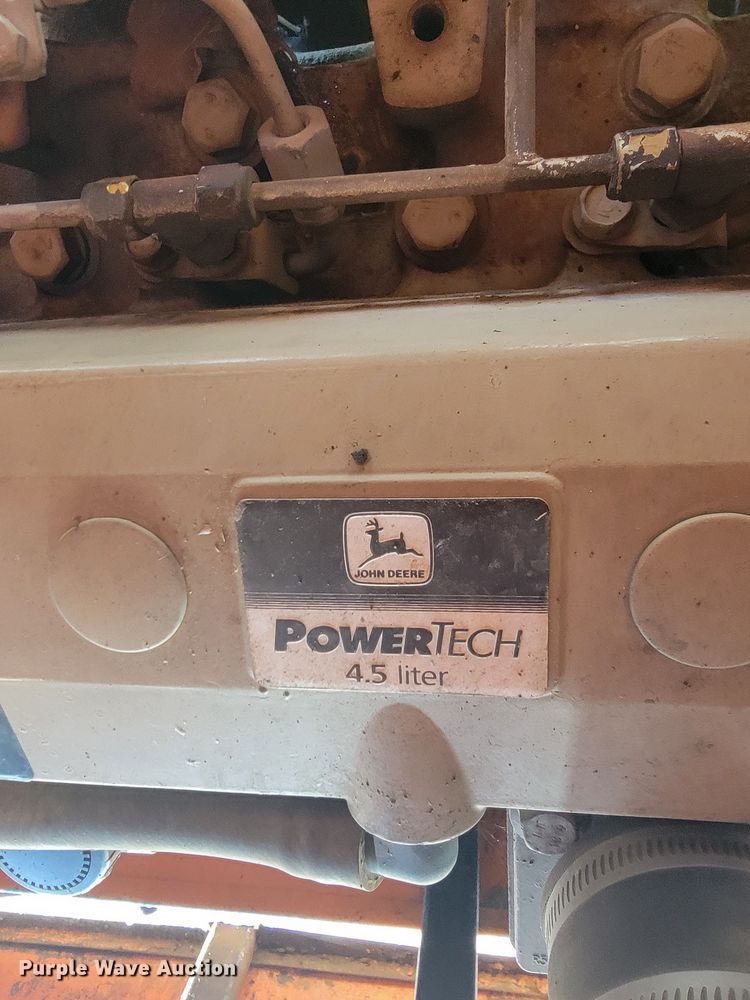 JOHN DEERE
POWERTECH
4.5 liter
Purple Wave Auction